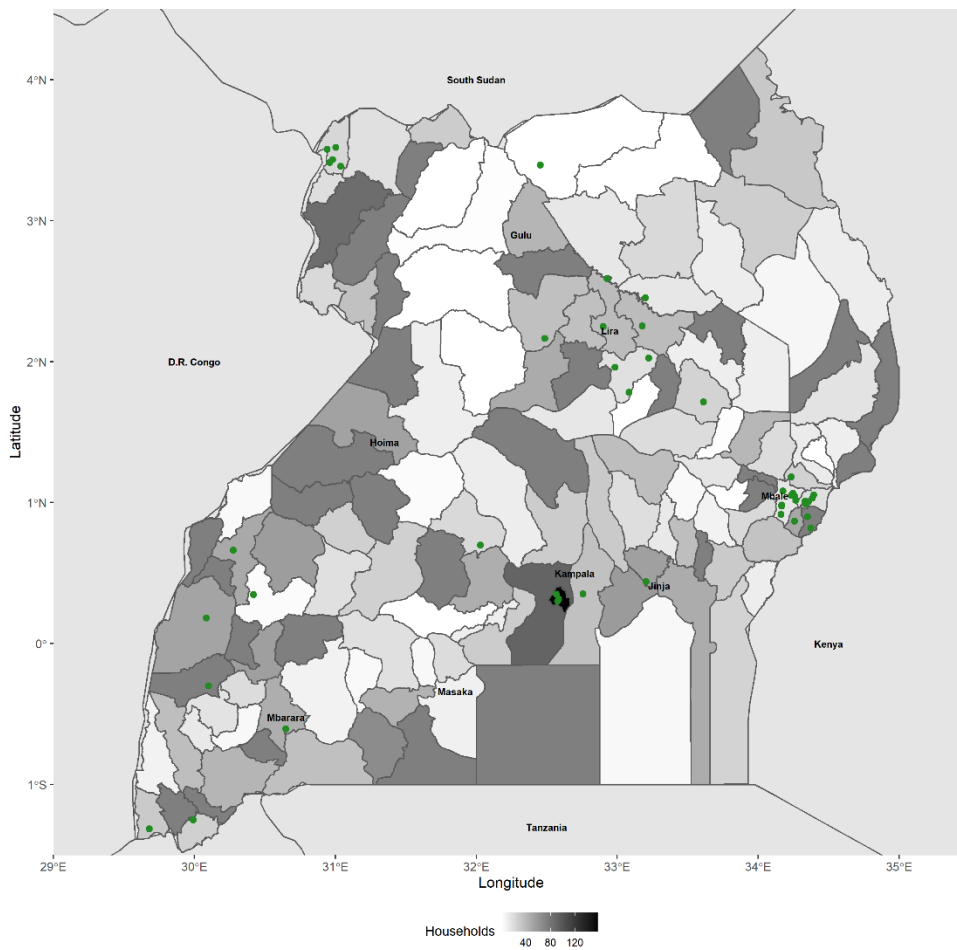 4°N
South Sudan
3°N
Gulu
Lira
2°N
D.R. Congo
Hoima
Mbale
1°N
Kampala
Jinja
0°
Kenya
Masaka
Mbarara
1°S
Tanzania
Latitude
29°E 30°E 31°E 32°E 33°E 34°E 35°E
Longitude
Households
40 80 120